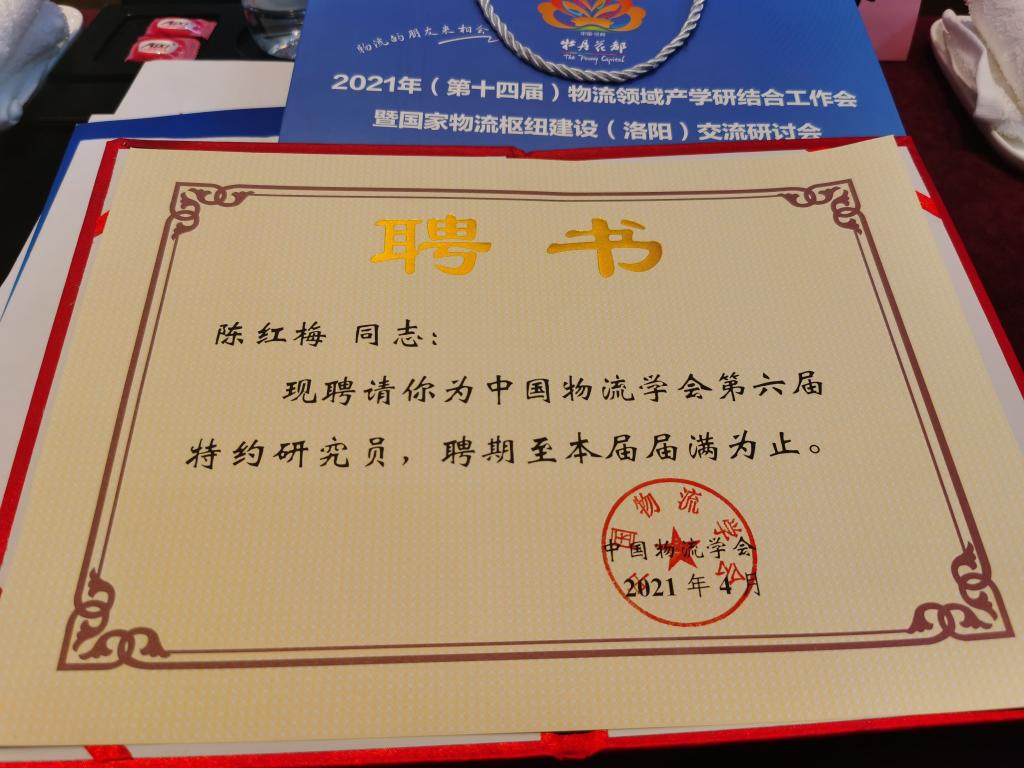 物流的朋友来相会
中国·洛阳
牡丹花都
The Peony Capital
2021年（第十四届）物流领域产学研结合工作会
暨国家物流枢纽建设（洛阳）交流研讨会
聘书
陈红梅 同志：
现聘请你为中国物流学会第六届
特约研究员，聘期至本届届满为止。
中国物流学会
中国物流学会
2021年4月